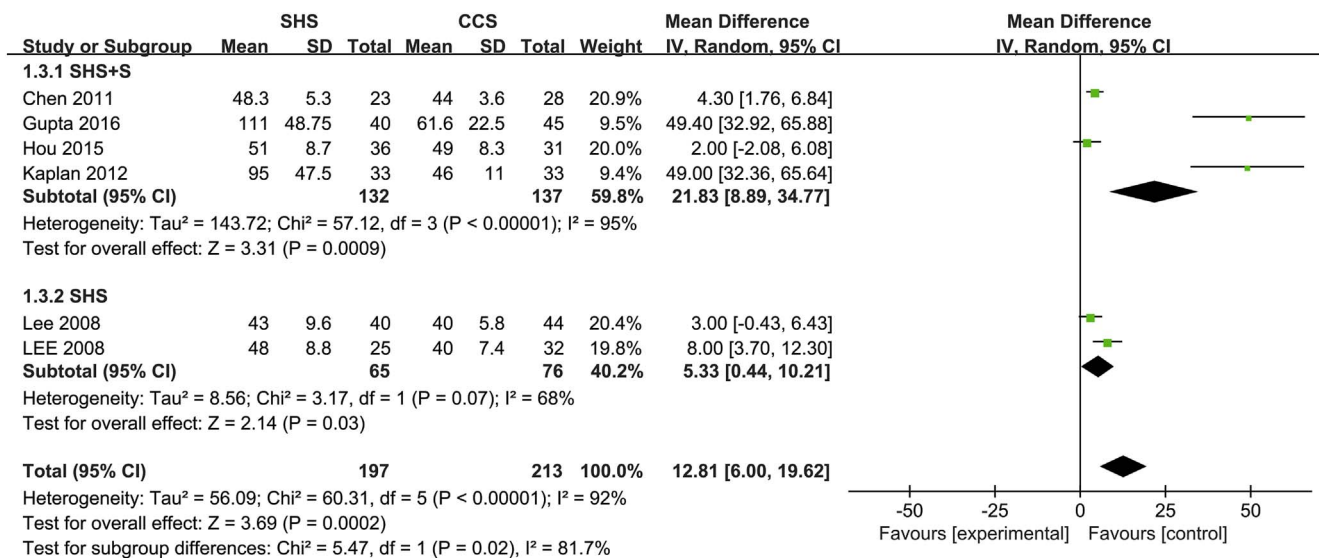 SHS CCS Mean Difference Mean Difference
Study or Subgroup Mean SD Total Mean SD Total Weight IV, Random, 95% CI IV, Random, 95% CI
1.3.1 SHS+S
Chen 2011 48.3 5.3 23 44 3.6 28 20.9% 4.30 [1.76, 6.84]
Gupta 2016 111 48.75 40 61.6 22.5 45 9.5% 49.40 [32.92, 65.88]
Hou 2015 51 8.7 36 49 8.3 31 20.0% 2.00 [-2.08, 6.08]
Kaplan 2012 95 47.5 33 46 11 33 9.4% 49.00 [32.36, 65.64]
Subtotal (95% CI) 132 137 59.8% 21.83 [8.89, 34.77]
Heterogeneity: Tau² = 143.72; Chi² = 57.12, df = 3 (P < 0.00001); I² = 95%
Test for overall effect: Z = 3.31 (P = 0.0009)
1.3.2 SHS
Lee 2008 43 9.6 40 40 5.8 44 20.4% 3.00 [-0.43, 6.43]
LEE 2008 48 8.8 25 40 7.4 32 19.8% 8.00 [3.70, 12.30]
Subtotal (95% CI) 65 76 40.2% 5.33 [0.44, 10.21]
Heterogeneity: Tau² = 8.56; Chi² = 3.17, df = 1 (P = 0.07); I² = 68%
Test for overall effect: Z = 2.14 (P = 0.03)
Total (95% CI) 197 213 100.0% 12.81 [6.00, 19.62]
Heterogeneity: Tau² = 56.09; Chi² = 60.31, df = 5 (P < 0.00001); I² = 92%
Test for overall effect: Z = 3.69 (P = 0.0002)
Test for subgroup differences: Chi² = 5.47, df = 1 (P = 0.02), I² = 81.7%
-50 -25 0 25 50
Favours [experimental] Favours [control]